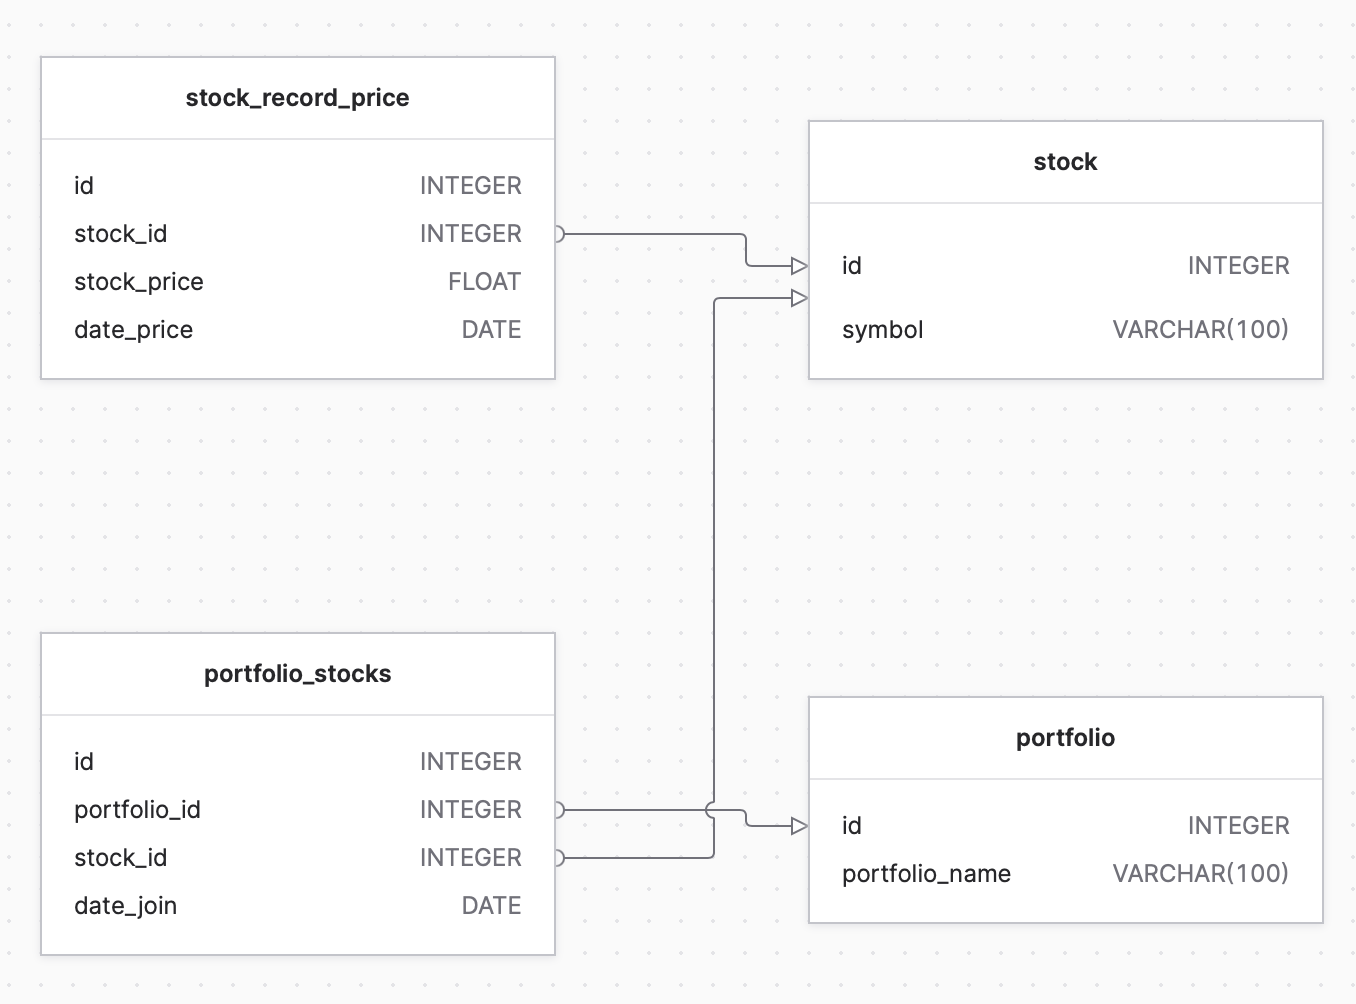 stock_record_price
id INTEGER
stock_id INTEGER
stock_price FLOAT
date_price DATE
stock
id INTEGER
symbol VARCHAR(100)
portfolio_stocks
id INTEGER
portfolio_id INTEGER
stock_id INTEGER
date_join DATE
portfolio
id INTEGER
portfolio_name VARCHAR(100)